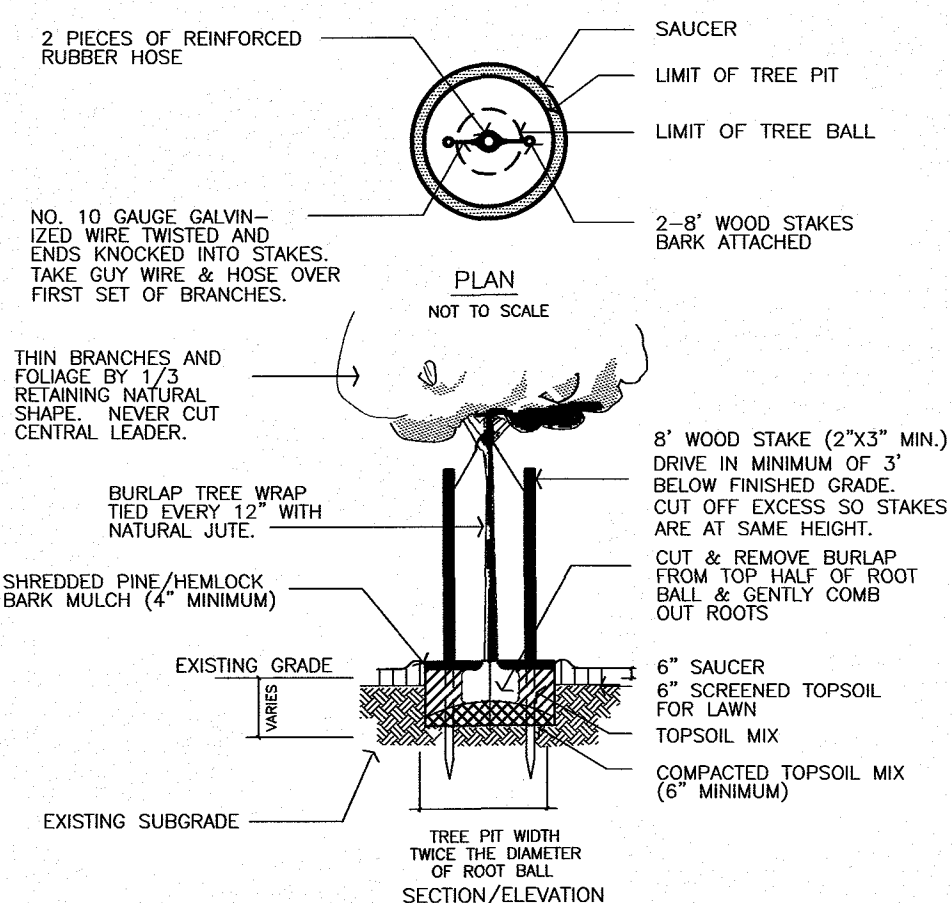 2 PIECES OF REINFORCED
RUBBER HOSE
SAUCER
LIMIT OF TREE PIT
LIMIT OF TREE BALL
NO. 10 GAUGE GALVIN-
IZED WIRE TWISTED AND
ENDS KNOCKED INTO STAKES.
TAKE GUY WIRE & HOSE OVER
FIRST SET OF BRANCHES.
2-8' WOOD STAKES
BARK ATTACHED
PLAN
NOT TO SCALE
THIN BRANCHES AND
FOLIAGE BY 1/3
RETAINING NATURAL
SHAPE. NEVER CUT
CENTRAL LEADER.
8' WOOD STAKE (2"X3" MIN.)
DRIVE IN MINIMUM OF 3'
BELOW FINISHED GRADE.
CUT OFF EXCESS SO STAKES
ARE AT SAME HEIGHT.
BURLAP TREE WRAP
TIED EVERY 12" WITH
NATURAL JUTE.
CUT & REMOVE BURLAP
FROM TOP HALF OF ROOT
BALL & GENTLY COMB
OUT ROOTS
SHREDDED PINE/HEMLOCK
BARK MULCH (4" MINIMUM)
EXISTING GRADE
VARIES
6" SAUCER
6" SCREENED TOPSOIL
FOR LAWN
TOPSOIL MIX
COMPACTED TOPSOIL MIX
(6" MINIMUM)
EXISTING SUBGRADE
TREE PIT WIDTH
TWICE THE DIAMETER
OF ROOT BALL
SECTION/ELEVATION